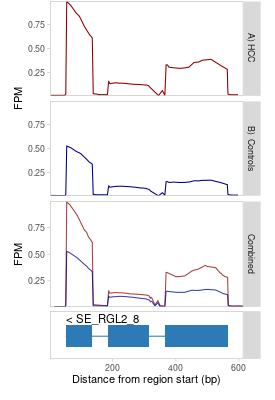 0.75
0.50
0.25
FPM
A) HCC
0.75
0.50
0.25
B) Controls
0.75
0.50
0.25
FPM
Combined
< SE_RGL2_8
200
400
600
Distance from region start (bp)